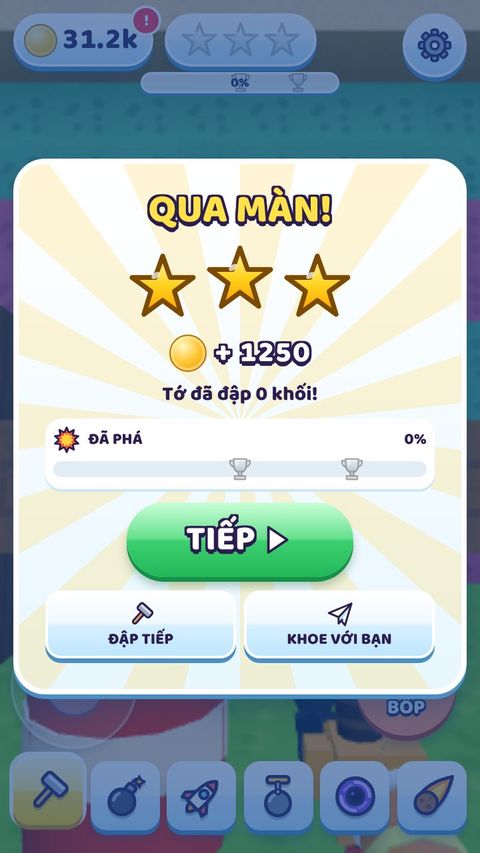 31.2k
!
0%
QUA MÀN!
+ 1250
Tớ đã đập 0 khối!
ĐÃ PHÁ
0%
TIẾP
ĐẬP TIẾP
KHOE VỚI BẠN
BỐP